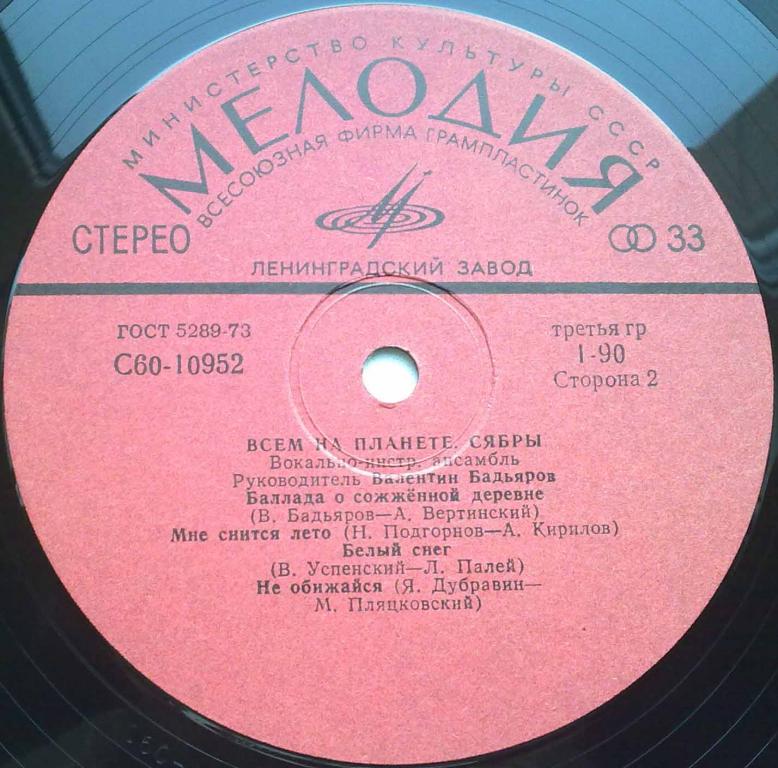 МИНИСТЕРСТВО КУЛЬТУРЫ СССР
МЕЛОДИЯ
ВСЕСОЮЗНАЯ ФИРМА ГРАМПЛАСТИНОК
СТЕРЕО
33
ЛЕНИНГРАДСКИЙ ЗАВОД
ГОСТ 5289-73
третья гр
С60-10952
1-90
Сторона 2
ВСЕМ НА ПЛАНЕТЕ. СЯБРЫ
Вокально-инстр. ансамбль
Руководитель Валентин Бадьяров
Баллада о сожжённой деревне
(В. Бадьяров—А. Вертинский)
Мне снится лето (Н. Подгорнов—А. Кирилов)
Белый снег
(В. Успенский—Л. Палей)
Не обижайся (Я. Дубравин—
М. Пляцковский)